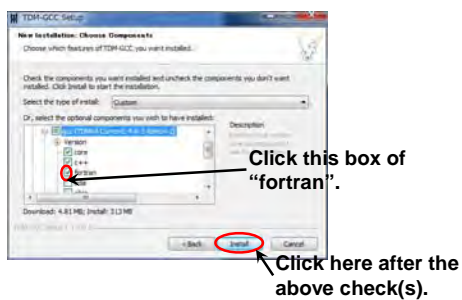 TDM-GCC Setup
New Installation: Choose Components
Choose which features of TDM-GCC you want installed.
Check the components you want installed and uncheck the components you don't want
installed. Click Install to start the installation.
Select the type of install: Custom
Or, select the optional components you wish to have installed:
Description
Version
core
c++
fortran
Click this box of
“fortran”.
Download: 4.81 MB; Install: 313 MB
< Back Install Cancel
Click here after the
above check(s).